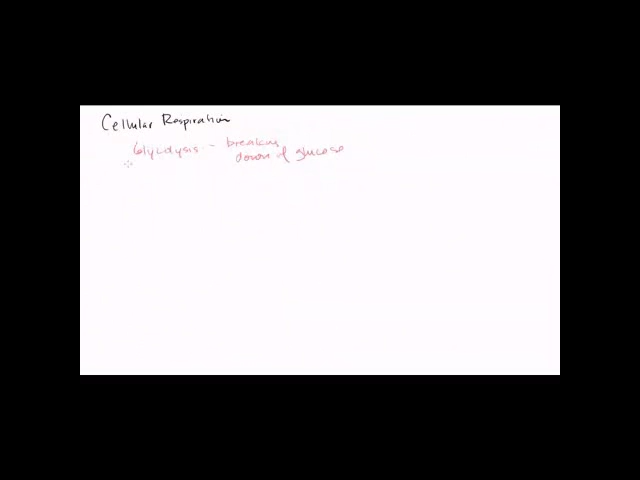 Cellular Respiration
Glycolysis - breaking
down of glucose